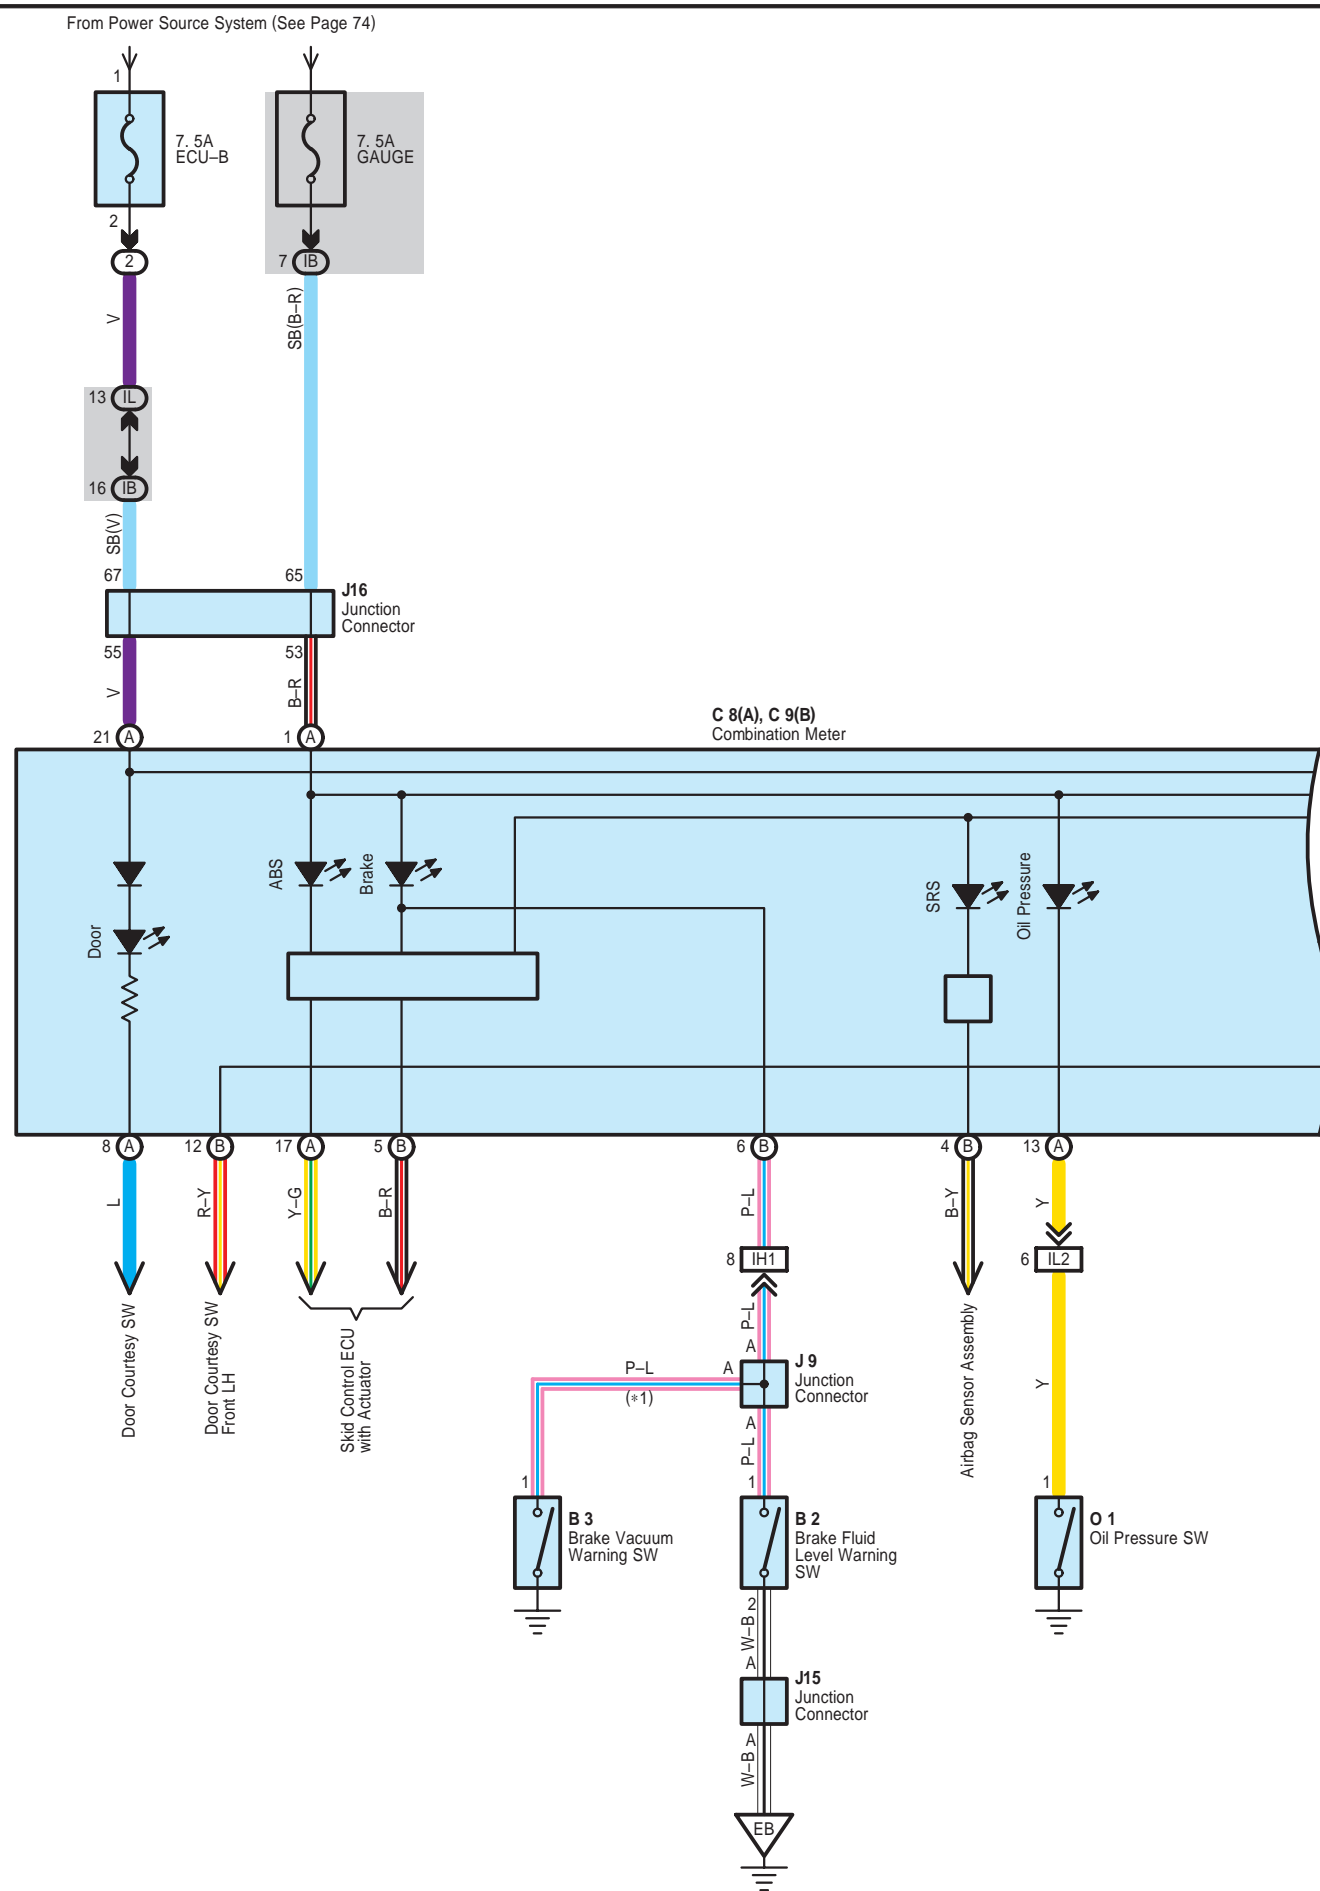 From Power Source System (See Page 74)
1
7. 5A
ECU–B
7. 5A
GAUGE
2
2
7 IB
V
SB(B–R)
13 IL
16 IB
SB(V)
67
65
J16
Junction
Connector
55
53
V
B–R
C 8(A), C 9(B)
Combination Meter
21 A
1 A
Door
ABS
Brake
SRS
Oil Pressure
8 A
12 B
17 A
5 B
6 B
4 B
13 A
L
R–Y
Y–G
B–R
P–L
B–Y
Y
8 IH1
6 IL2
Door Courtesy SW
Door Courtesy SW
Front LH
Skid Control ECU
with Actuator
P–L
A
Airbag Sensor Assembly
Y
P–L
(∗1)
A
J 9
Junction
Connector
A
P–L
1
1
1
B 3
Brake Vacuum
Warning SW
B 2
Brake Fluid
Level Warning
SW
O 1
Oil Pressure SW
2
W–B
A
J15
Junction
Connector
A
W–B
EB